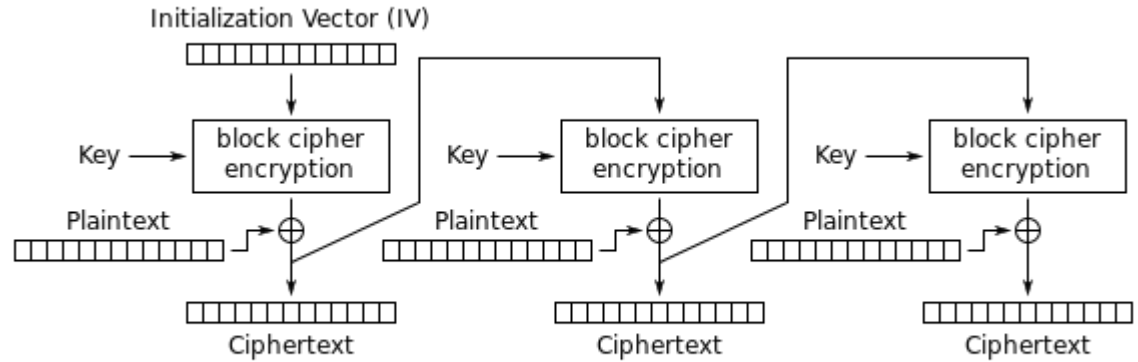 Initialization Vector (IV)
Key
block cipher
encryption
Key
block cipher
encryption
Key
block cipher
encryption
Plaintext
Plaintext
Plaintext
Ciphertext
Ciphertext
Ciphertext